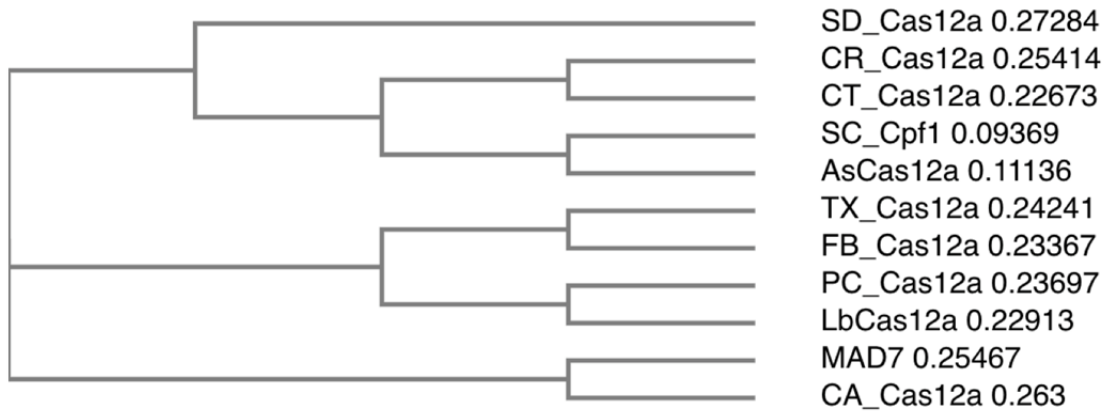 SD_Cas12a 0.27284
CR_Cas12a 0.25414
CT_Cas12a 0.22673
SC_Cpf1 0.09369
AsCas12a 0.11136
TX_Cas12a 0.24241
FB_Cas12a 0.23367
PC_Cas12a 0.23697
LbCas12a 0.22913
MAD7 0.25467
CA_Cas12a 0.263